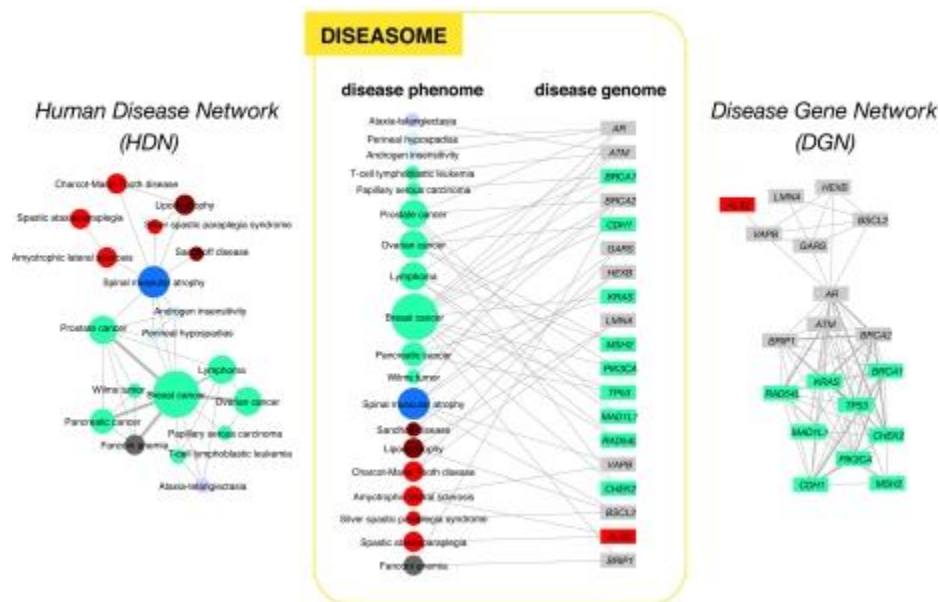 DISEASOME
disease phenome
disease genome
Human Disease Network
(HDN)
Charcot-Marie-Tooth disease
Lipodystrophy
Spastic ataxia/paraplegia
Silver spastic paraplegia syndrome
Amyotrophic lateral sclerosis
Sandhoff disease
Spinal muscular atrophy
Androgen insensitivity
Prostate cancer
Perineal hypospadias
Lymphoma
Wilms tumor
Breast cancer
Ovarian cancer
Pancreatic cancer
Papillary serous carcinoma
Fanconi anemia
T-cell lymphoblastic leukemia
Ataxia-telangiectasia
Ataxia-telangiectasia
Perineal hypospadias
Androgen insensitivity
T-cell lymphoblastic leukemia
Papillary serous carcinoma
Prostate cancer
Ovarian cancer
Lymphoma
Breast cancer
Pancreatic cancer
Wilms tumor
Spinal muscular atrophy
Sandhoff disease
Lipodystrophy
Charcot-Marie-Tooth disease
Amyotrophic lateral sclerosis
Silver spastic paraplegia syndrome
Spastic ataxia/paraplegia
Fanconi anemia
AR
ATM
BRCA1
BRCA2
CDH1
GARS
HEXB
KRAS
LMNA
MSH2
PIK3CA
TP53
MAD1L1
RAD54L
VAPB
CHEK2
BSCL2
ALS2
BRIP1
Disease Gene Network
(DGN)
HEXB
LMNA
ALS2
BSCL2
VAPB
GARS
AR
ATM
BRIP1
BRCA2
BRCA1
KRAS
RAD54L
TP53
MAD1L1
CHEK2
PIK3CA
CDH1
MSH2